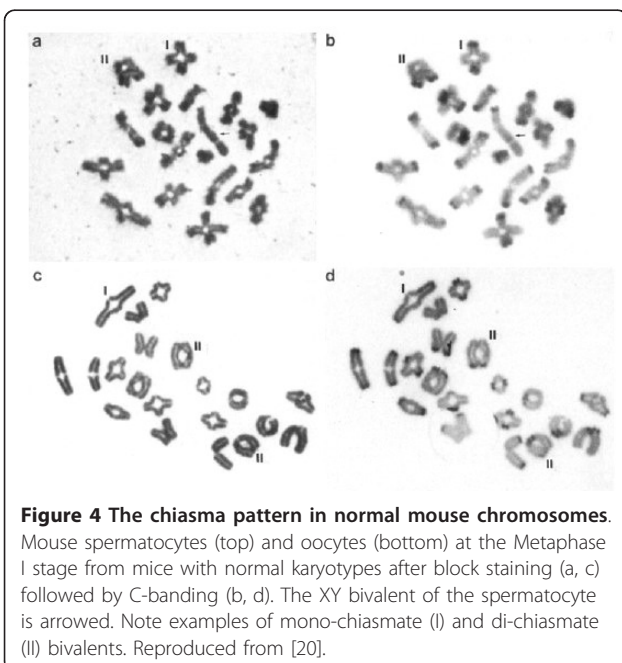 a
I
II
b
I
II
c
I
II
II
d
I
II
II
Figure 4 The chiasma pattern in normal mouse chromosomes.
Mouse spermatocytes (top) and oocytes (bottom) at the Metaphase
I stage from mice with normal karyotypes after block staining (a, c)
followed by C-banding (b, d). The XY bivalent of the spermatocyte
is arrowed. Note examples of mono-chiasmate (I) and di-chiasmate
(II) bivalents. Reproduced from [20].